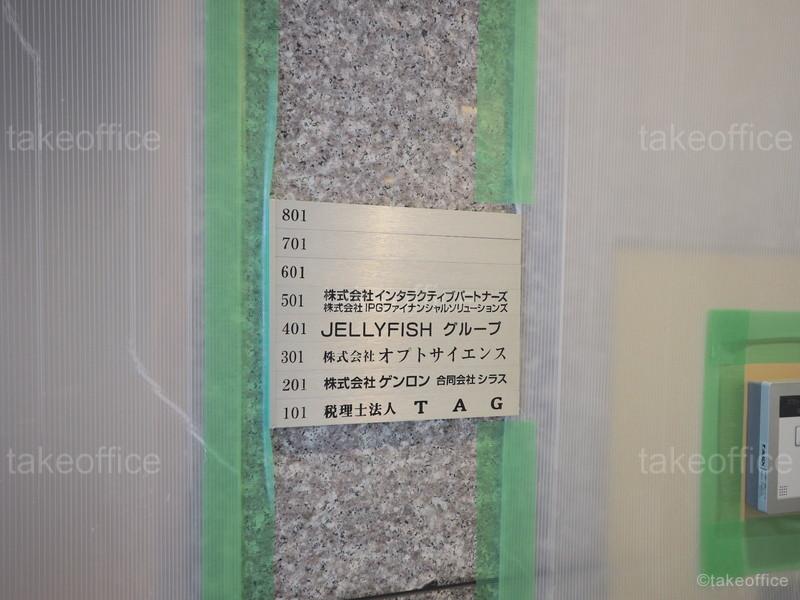 takeoffice takeoffice
801
701
601
501 株式会社インタラクティブパートナーズ
株式会社IPGファイナンシャルソリューションズ
401 JELLYFISH グループ
301 株式会社オプトサイエンス
201 株式会社ゲンロン 合同会社シラス
101 税理士法人 TAG
takeoffice takeoffice
©takeoffice